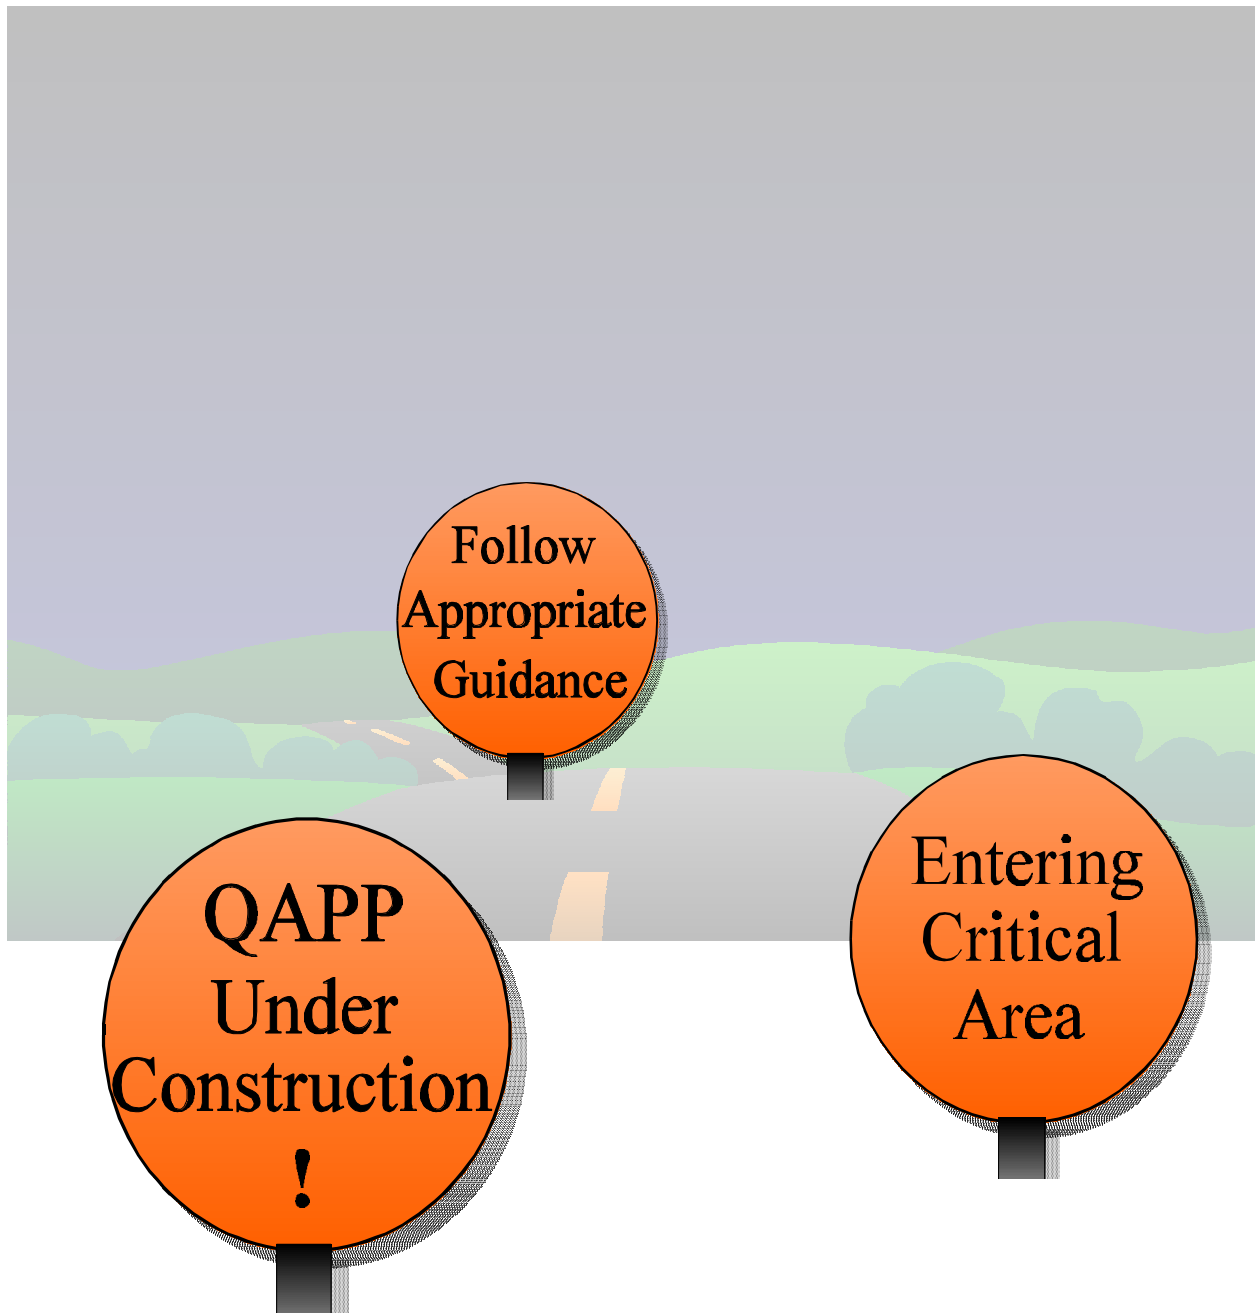 Follow
Appropriate
Guidance
QAPP
Under
Construction
!
Entering
Critical
Area